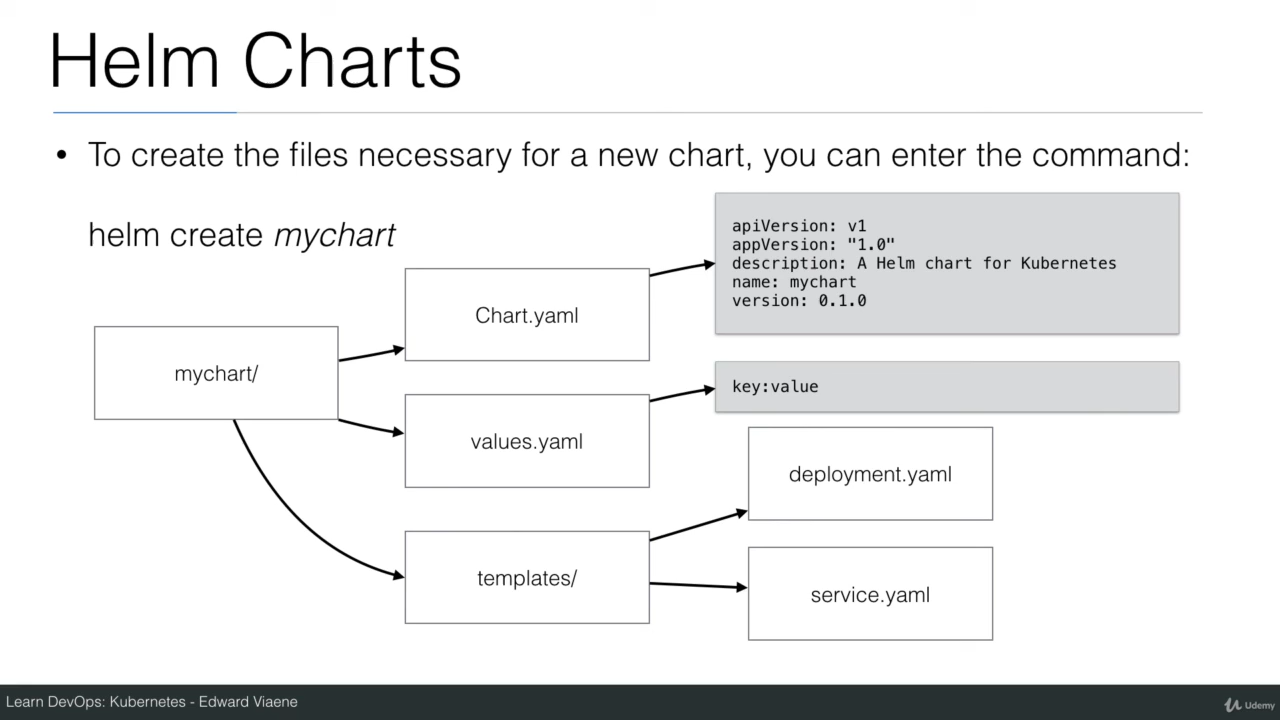 Helm Charts
• To create the files necessary for a new chart, you can enter the command:
helm create mychart
apiVersion: v1
appVersion: "1.0"
description: A Helm chart for Kubernetes
name: mychart
version: 0.1.0
Chart.yaml
mychart/
key:value
values.yaml
deployment.yaml
templates/
service.yaml
Learn DevOps: Kubernetes - Edward Viaene
Udemy